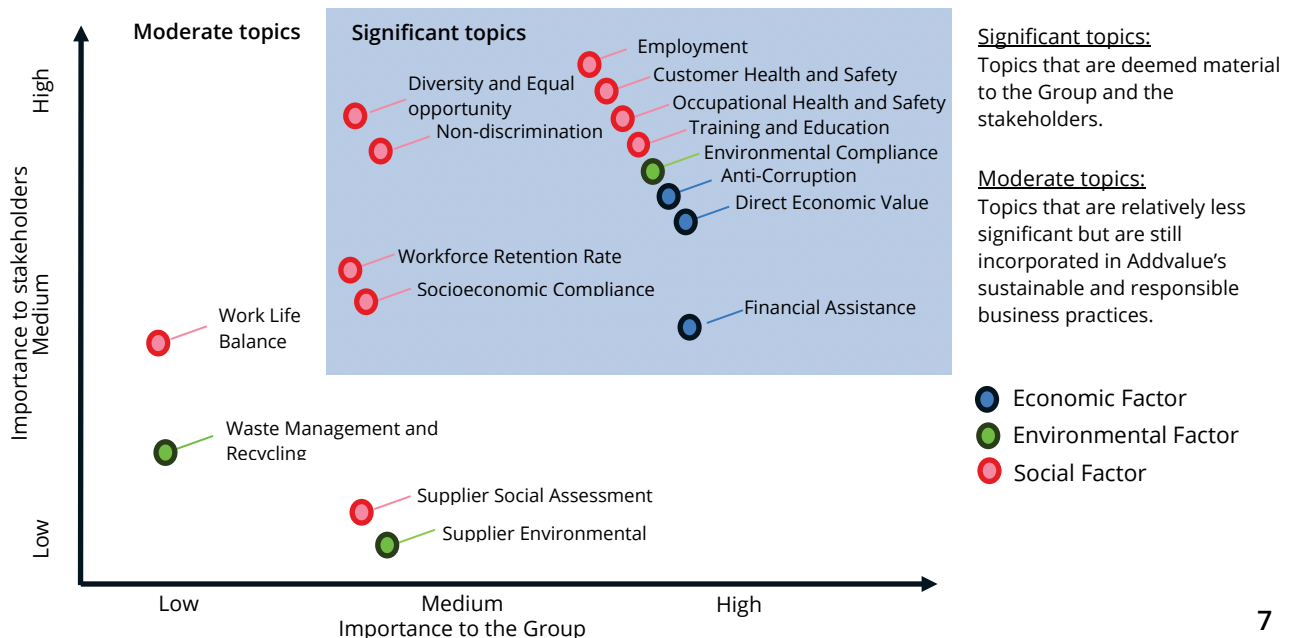 Moderate topics
Significant topics
Employment
Customer Health and Safety
Diversity and Equal
opportunity
Occupational Health and Safety
Non-discrimination
Training and Education
Environmental Compliance
Anti-Corruption
Direct Economic Value
Workforce Retention Rate
Socioeconomic Compliance
Financial Assistance
Work Life
Balance
Waste Management and
Recycling
Supplier Social Assessment
Supplier Environmental
High
Medium
Low
Importance to stakeholders
Low
Medium
High
Importance to the Group
Significant topics:
Topics that are deemed material
to the Group and the
stakeholders.
Moderate topics:
Topics that are relatively less
significant but are still
incorporated in Addvalue's
sustainable and responsible
business practices.
Economic Factor
Environmental Factor
Social Factor
7